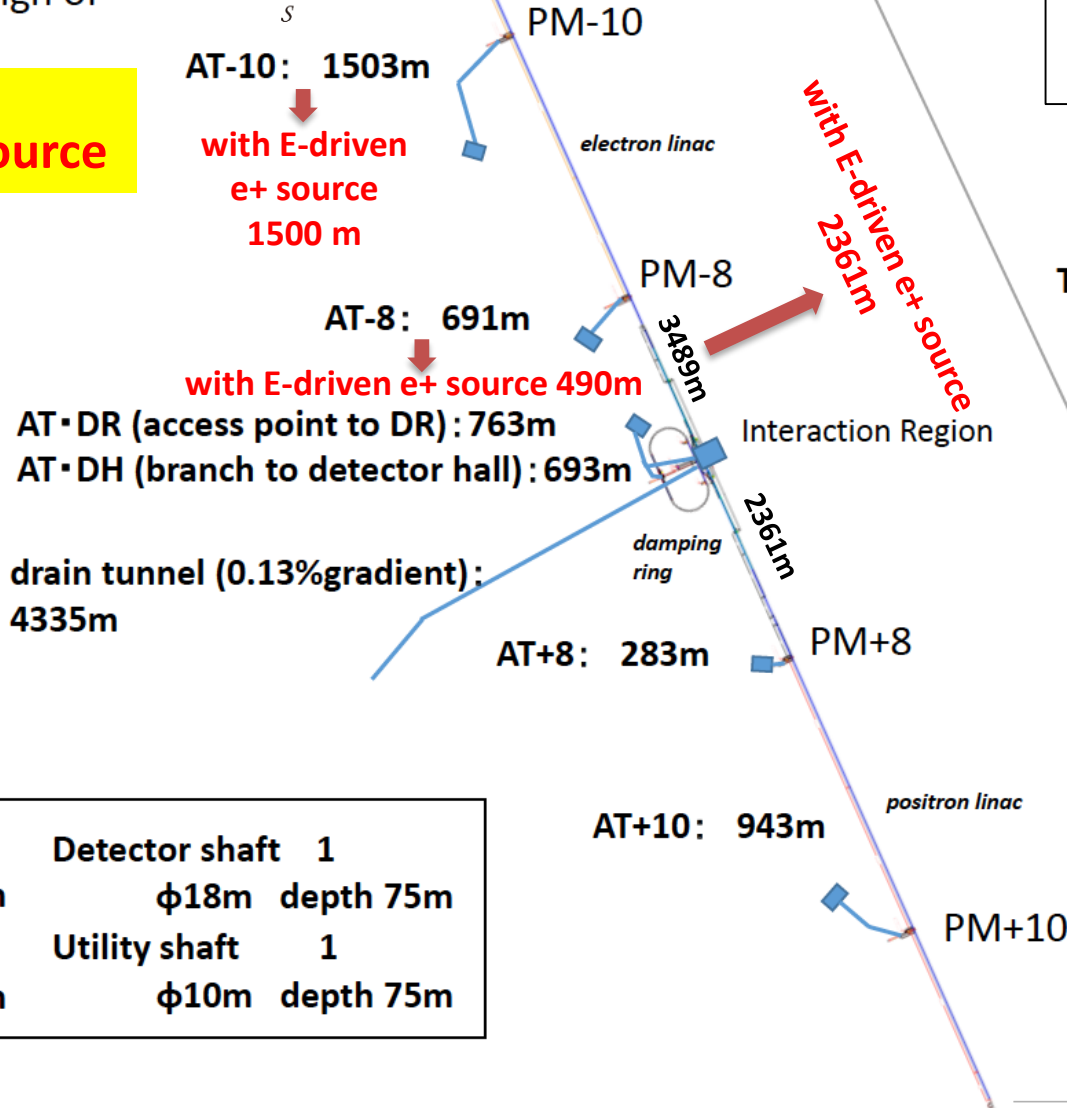 S
PM-10
AT-10： 1503m
with E-driven
e+ source
1500 m
electron linac
with E-driven e+ source
2361m
ource
PM-8
AT-8： 691m
3489m
with E-driven e+ source 490m
AT・DR (access point to DR)：763m
AT・DH (branch to detector hall)：693m
Interaction Region
2361m
damping
ring
drain tunnel (0.13%gradient)：
4335m
AT+8： 283m
PM+8
positron linac
AT+10： 943m
PM+10
Detector shaft 1
ϕ18m depth 75m
Utility shaft 1
ϕ10m depth 75m